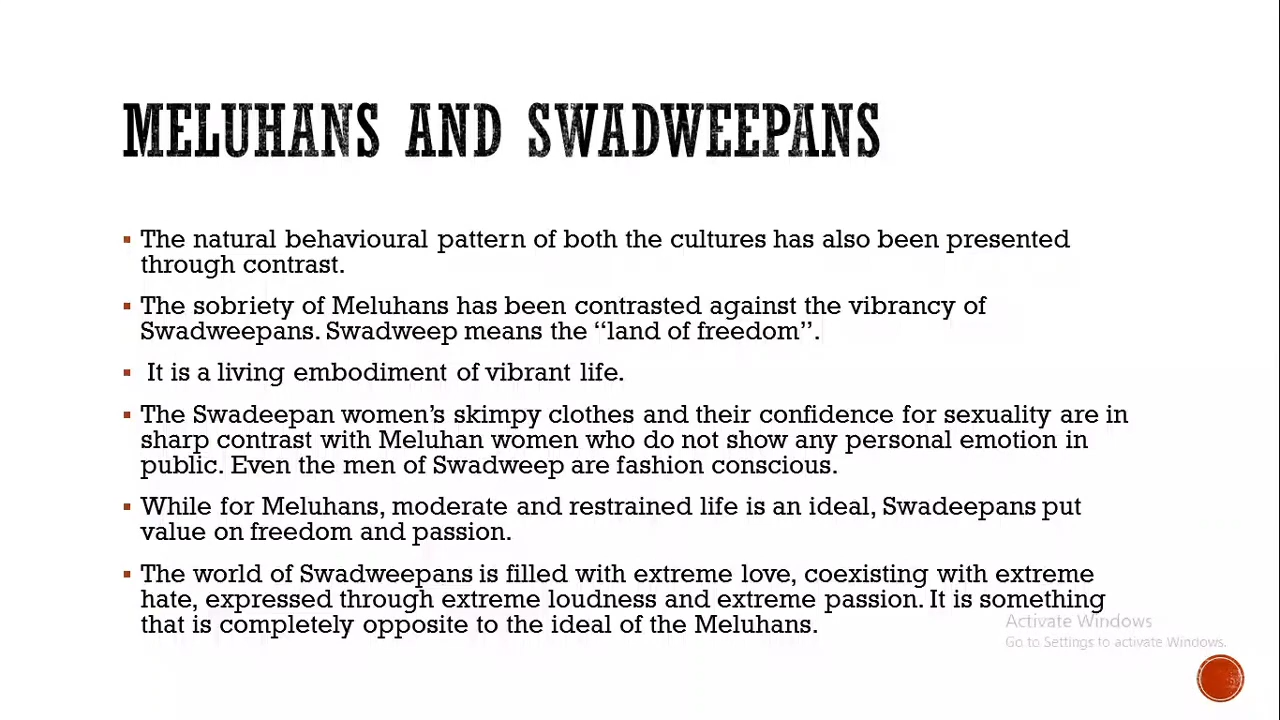 MELUHANS AND SWADWEEPANS
▪ The natural behavioural pattern of both the cultures has also been presented
through contrast.
▪ The sobriety of Meluhans has been contrasted against the vibrancy of
Swadweepans. Swadweep means the “land of freedom”.
▪ It is a living embodiment of vibrant life.
▪ The Swadeepan women’s skimpy clothes and their confidence for sexuality are in
sharp contrast with Meluhan women who do not show any personal emotion in
public. Even the men of Swadweep are fashion conscious.
▪ While for Meluhans, moderate and restrained life is an ideal, Swadeepans put
value on freedom and passion.
▪ The world of Swadweepans is filled with extreme love, coexisting with extreme
hate, expressed through extreme loudness and extreme passion. It is something
that is completely opposite to the ideal of the Meluhans.
Activate Windows
Go to Settings to activate Windows.